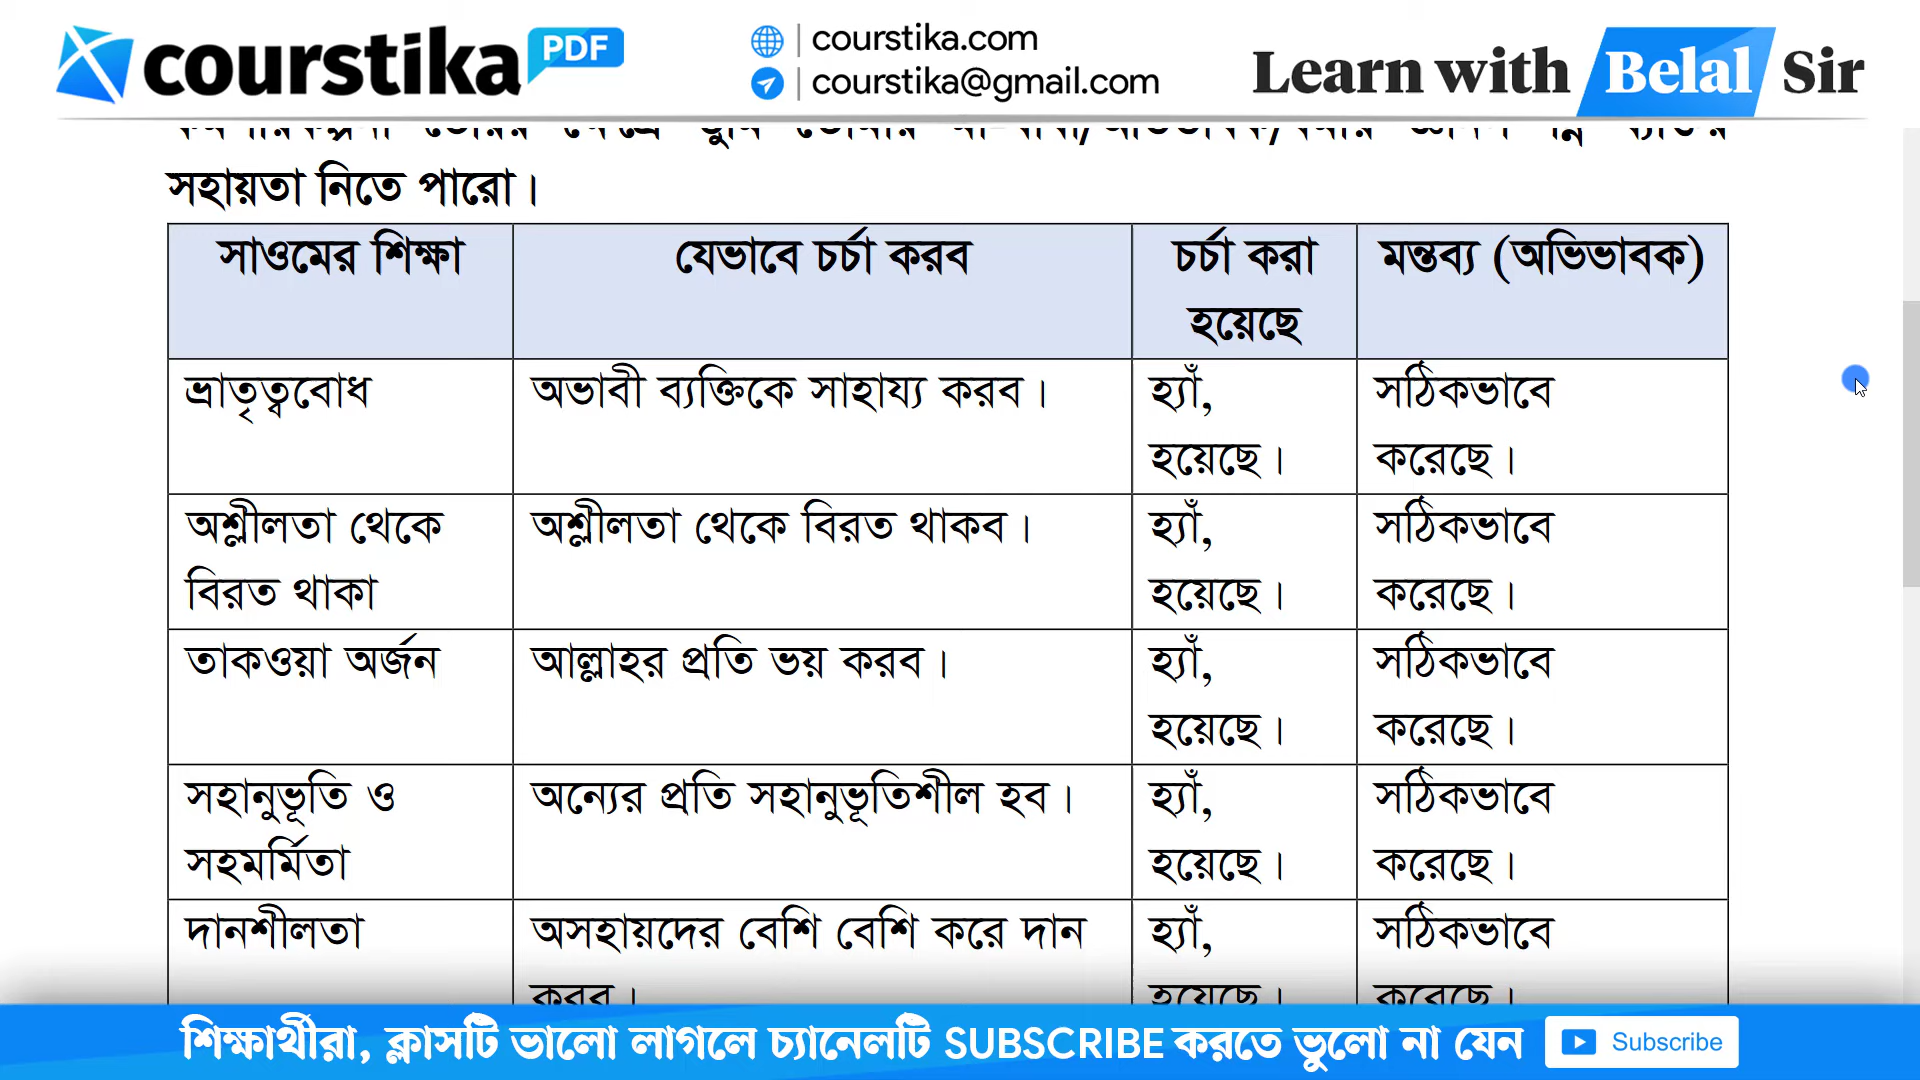 courstika PDF
courstika.com
courstika@gmail.com
Learn with Belal Sir
সহায়তা নিতে পারো।
সাওমের শিক্ষা
যেভাবে চর্চা করব
চর্চা করা
হয়েছে
মন্তব্য (অভিভাবক)
ভ্রাতৃত্ববোধ
অভাবী ব্যক্তিকে সাহায্য করব।
হ্যাঁ,
হয়েছে।
সঠিকভাবে
করেছে।
অশ্লীলতা থেকে
বিরত থাকা
অশ্লীলতা থেকে বিরত থাকব।
হ্যাঁ,
হয়েছে।
সঠিকভাবে
করেছে।
তাকওয়া অর্জন
আল্লাহর প্রতি ভয় করব।
হ্যাঁ,
হয়েছে।
সঠিকভাবে
করেছে।
সহানুভূতি ও
সহমর্মিতা
অন্যের প্রতি সহানুভূতিশীল হব।
হ্যাঁ,
হয়েছে।
সঠিকভাবে
করেছে।
দানশীলতা
অসহায়দের বেশি বেশি করে দান
করব।
হ্যাঁ,
হয়েছে।
সঠিকভাবে
করেছে।
শিক্ষার্থীরা, ক্লাসটি ভালো লাগলে চ্যানেলটি SUBSCRIBE করতে ভুলো না যেন
Subscribe